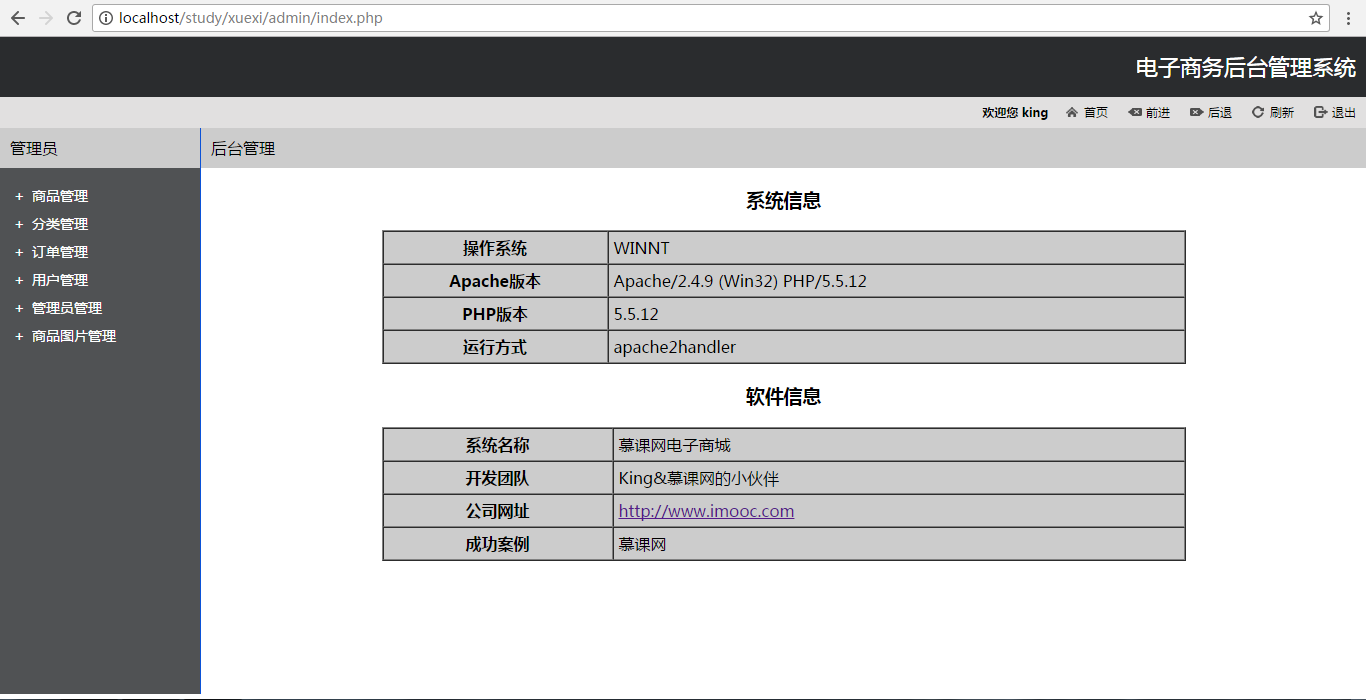 localhost/study/xuexi/admin/index.php
电子商务后台管理系统
欢迎您 king 首页 前进 后退 刷新 退出
管理员 后台管理
+ 商品管理
+ 分类管理
+ 订单管理
+ 用户管理
+ 管理员管理
+ 商品图片管理
系统信息
操作系统 WINNT
Apache版本 Apache/2.4.9 (Win32) PHP/5.5.12
PHP版本 5.5.12
运行方式 apache2handler
软件信息
系统名称 慕课网电子商城
开发团队 King&慕课网的小伙伴
公司网址 http://www.imooc.com
成功案例 慕课网